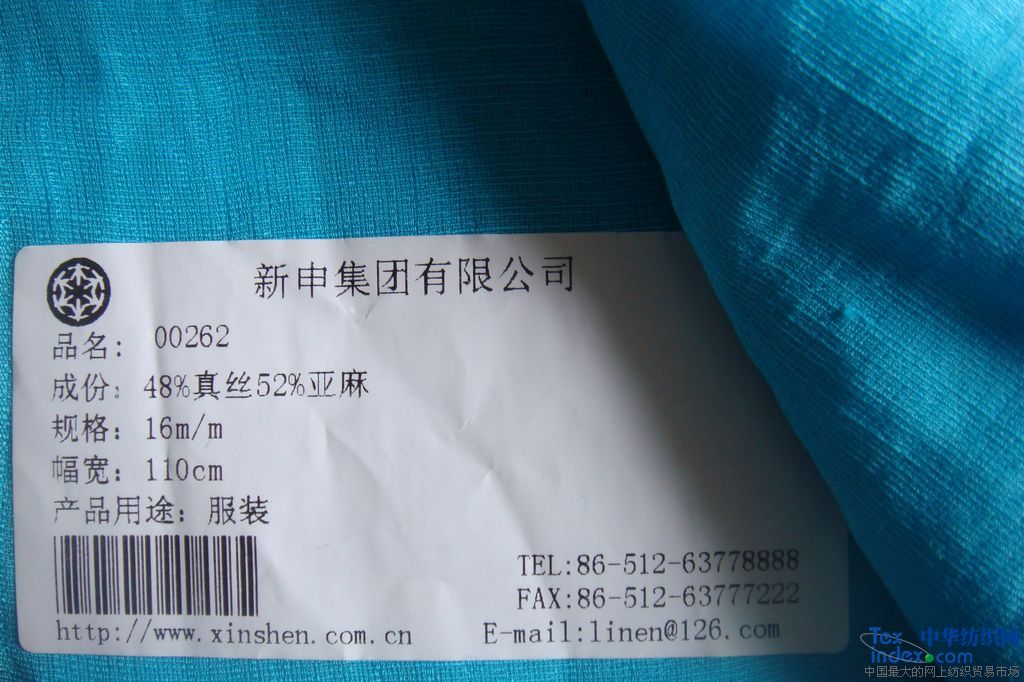 新申集团有限公司
品名: 00262
成份: 48%真丝52%亚麻
规格: 16m/m
幅宽: 110cm
产品用途: 服装
TEL:86-512-63778888
FAX:86-512-63777222
http://www.xinshen.com.cn
E-mail:linen@126.com
Tex 中华纺织网
Index.com
中国最大的网上纺织贸易市场